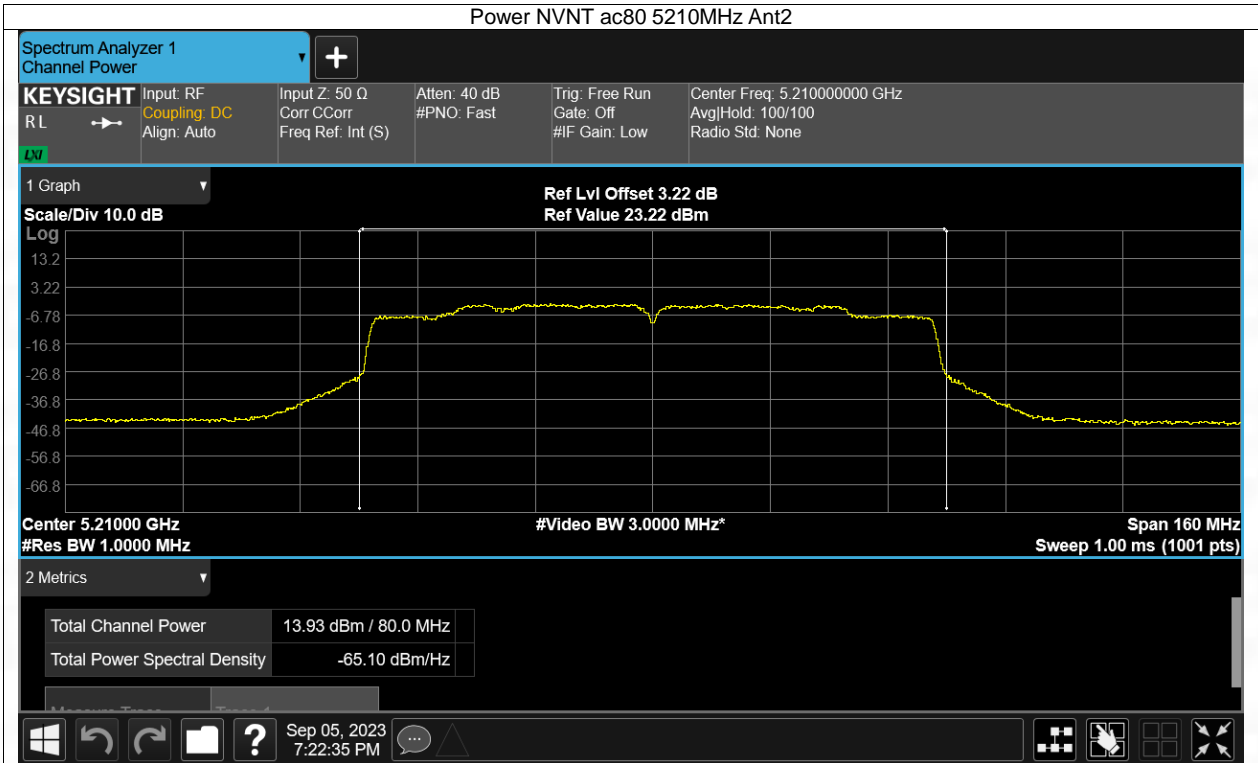 Power NVNT ac80 5210MHz Ant2
Spectrum Analyzer 1
Channel Power
KEYSIGHT
R L
LXI
Input: RF
Coupling: DC
Align: Auto
Input Z: 50 Ω
Corr CCorr
Freq Ref: Int (S)
Atten: 40 dB
#PNO: Fast
Trig: Free Run
Gate: Off
#IF Gain: Low
Center Freq: 5.210000000 GHz
Avg|Hold: 100/100
Radio Std: None
1 Graph
Scale/Div 10.0 dB
Ref Lvl Offset 3.22 dB
Ref Value 23.22 dBm
Log
13.2
3.22
-6.78
-16.8
-26.8
-36.8
-46.8
-56.8
-66.8
Center 5.21000 GHz
#Video BW 3.0000 MHz*
Span 160 MHz
#Res BW 1.0000 MHz
Sweep 1.00 ms (1001 pts)
2 Metrics
Total Channel Power 13.93 dBm / 80.0 MHz
Total Power Spectral Density -65.10 dBm/Hz
Sep 05, 2023
7:22:35 PM